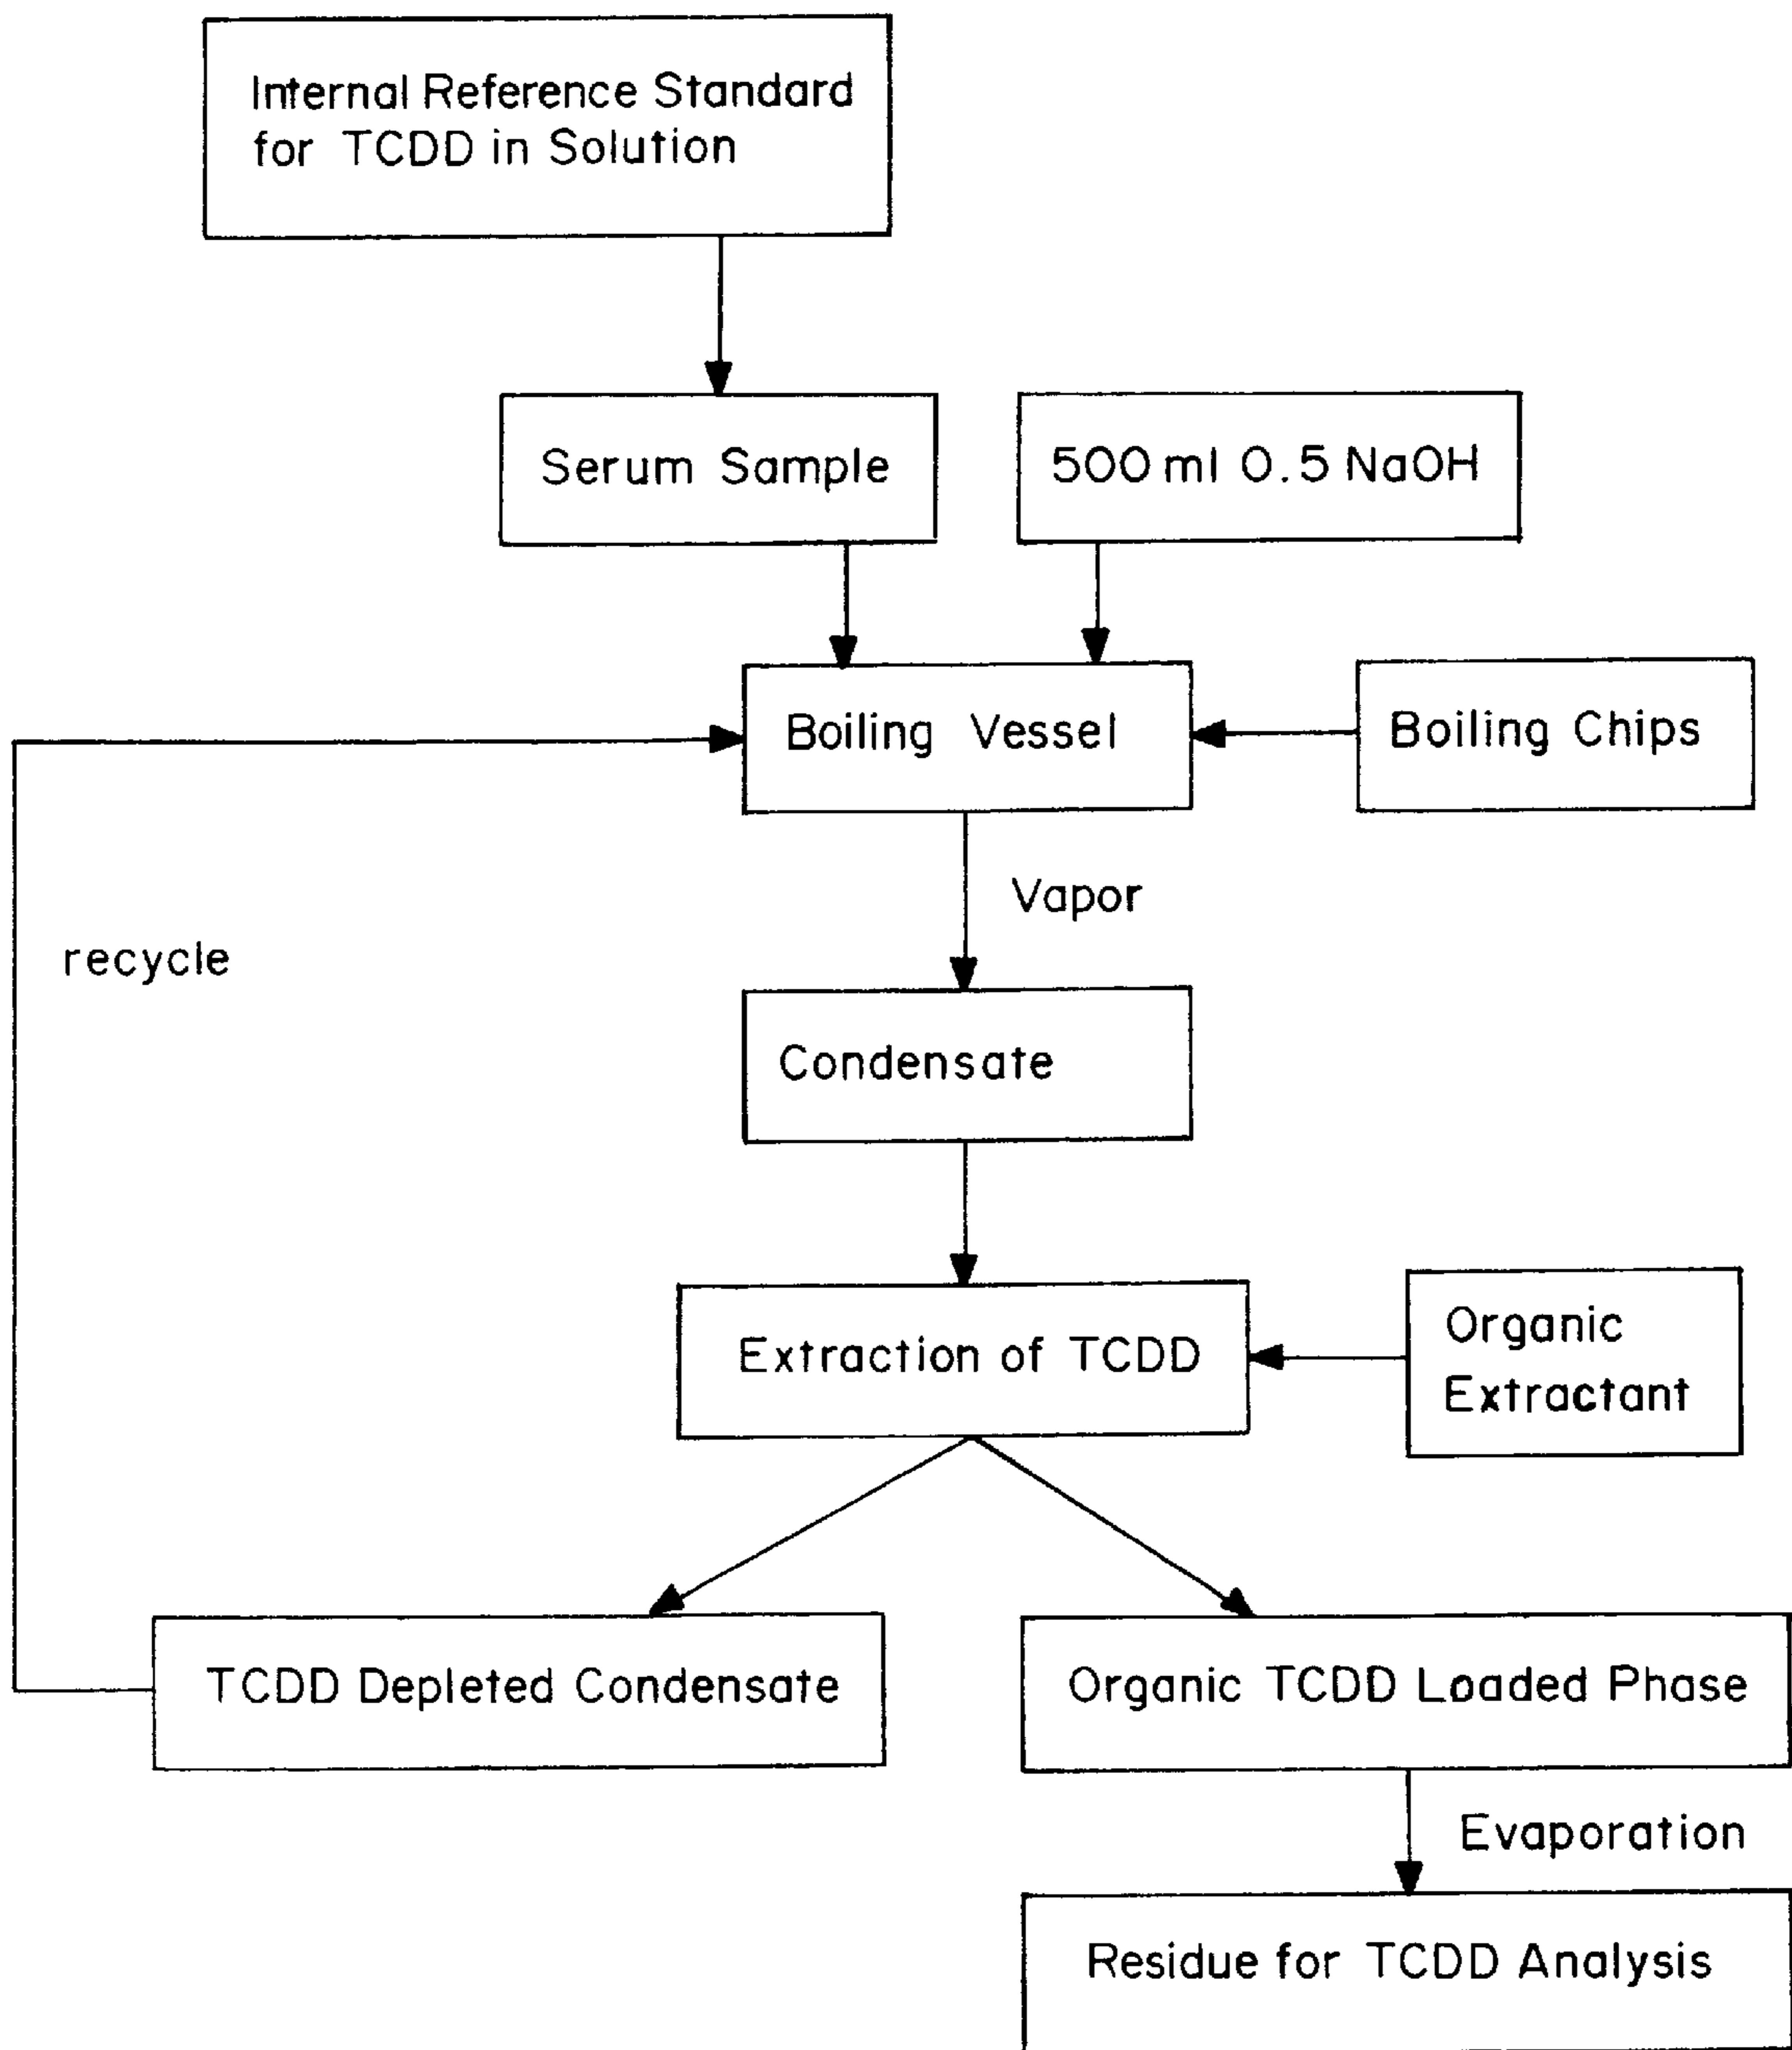 Internal Reference Standard
for TCDD in Solution
Serum Sample
500 ml 0.5 NaOH
Boiling Vessel
Boiling Chips
Vapor
recycle
Condensate
Extraction of TCDD
Organic
Extractant
TCDD Depleted Condensate
Organic TCDD Loaded Phase
Evaporation
Residue for TCDD Analysis